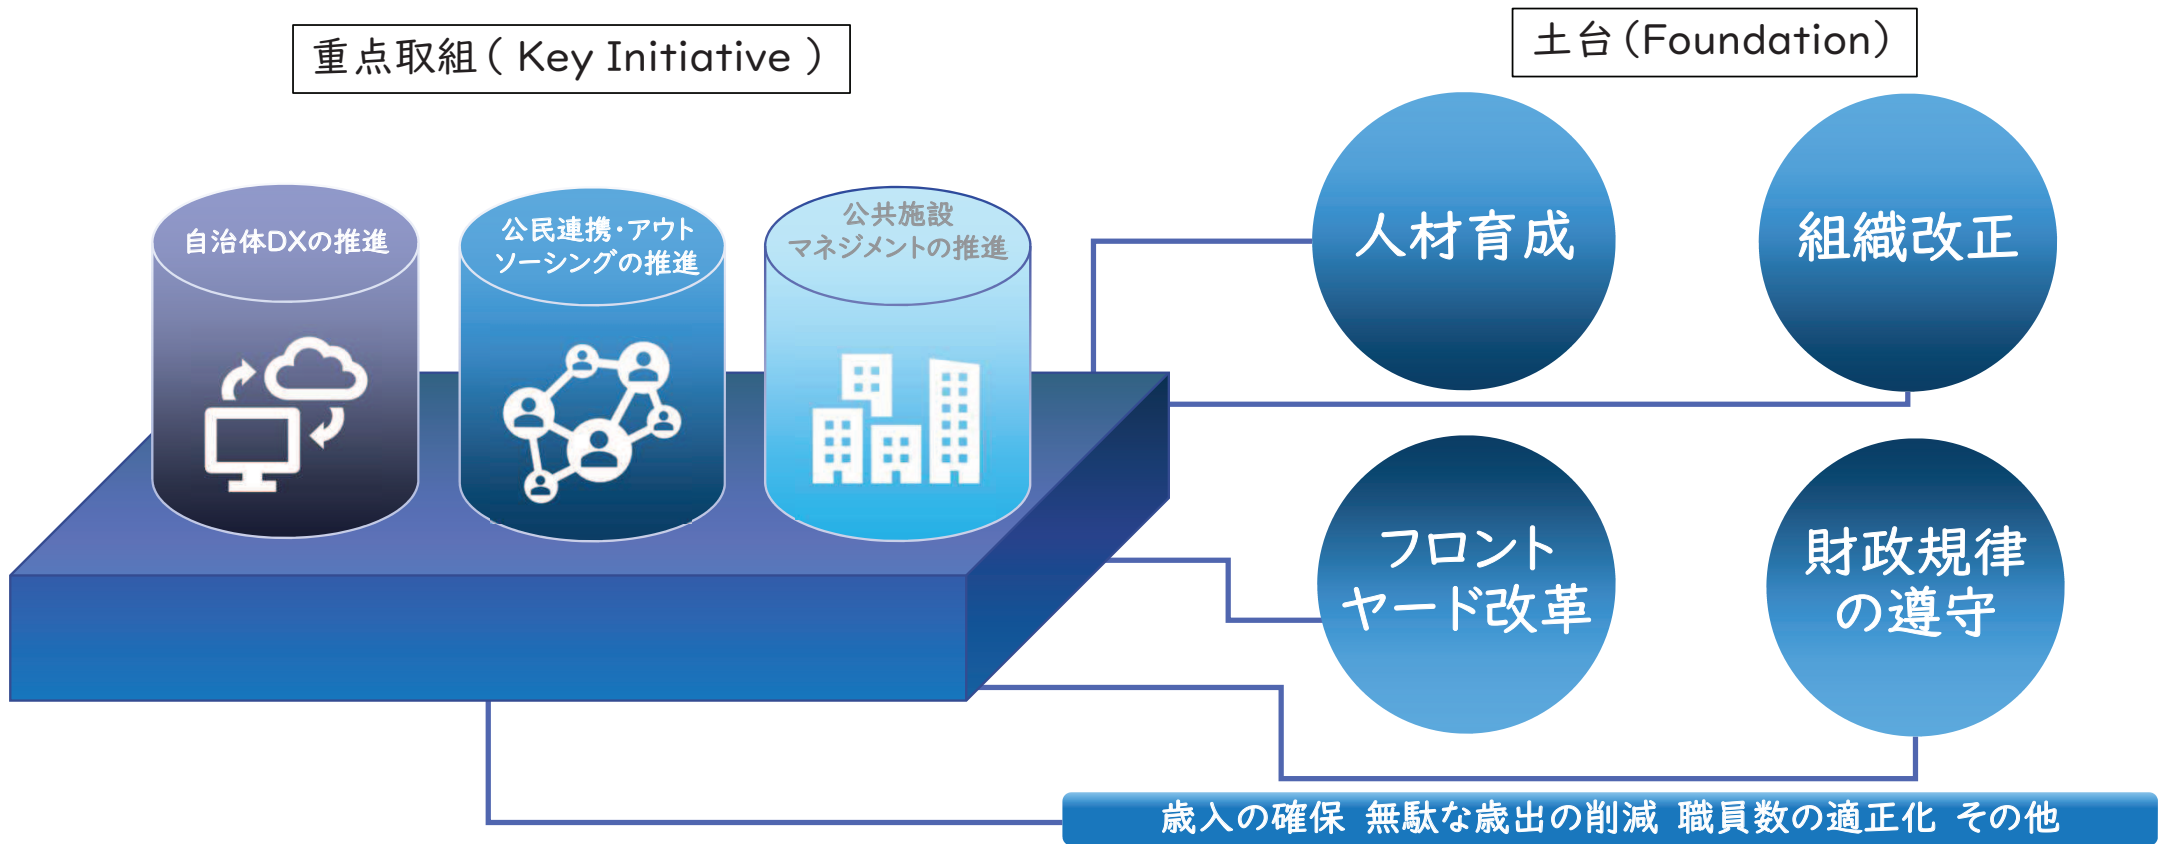 重点取組( Key Initiative )
自治体DXの推進
公民連携・アウト
ソーシングの推進
公共施設
マネジメントの推進
土台(Foundation)
人材育成
組織改正
フロント
ヤード改革
財政規律
の遵守
歳入の確保 無駄な歳出の削減 職員数の適正化 その他